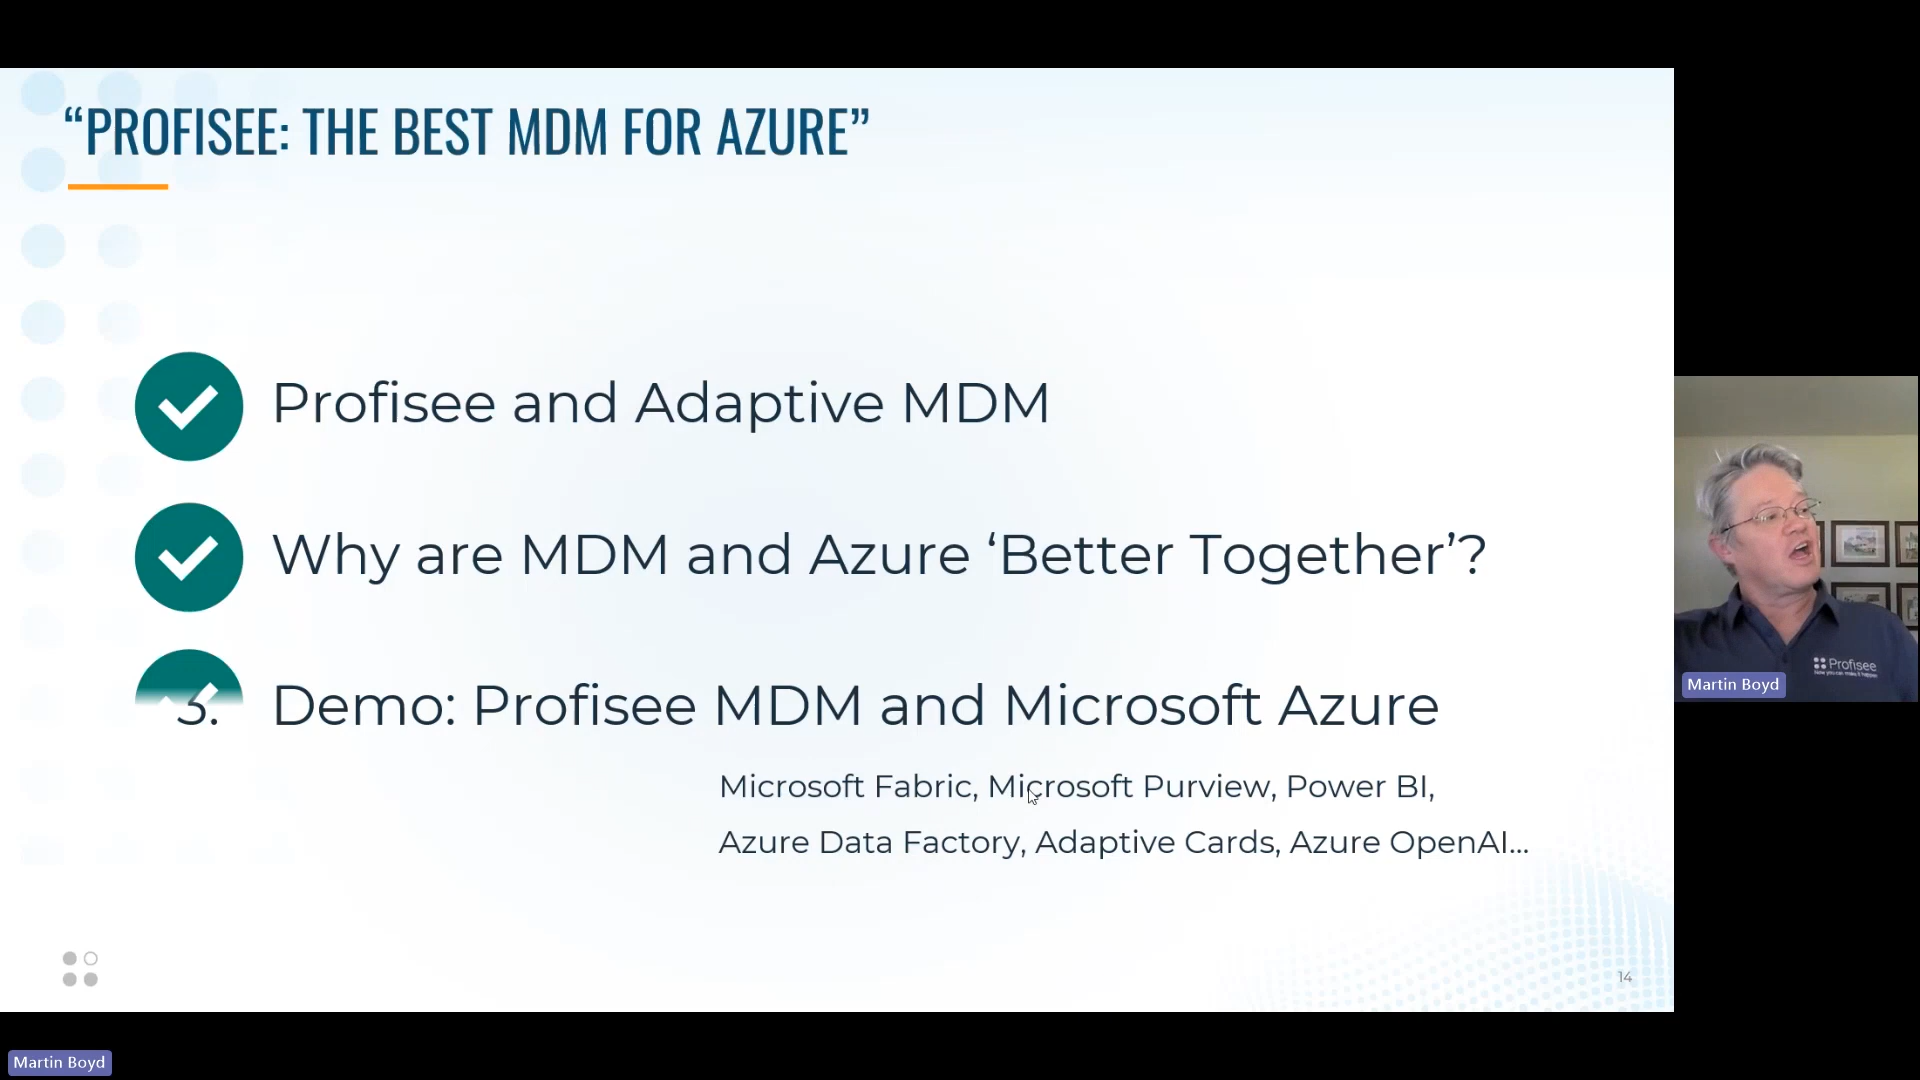 “PROFISEE: THE BEST MDM FOR AZURE”
Profisee and Adaptive MDM
Why are MDM and Azure ‘Better Together’?
3. Demo: Profisee MDM and Microsoft Azure
Microsoft Fabric, Microsoft Purview, Power BI,
Azure Data Factory, Adaptive Cards, Azure OpenAI...
14
Profisee
Martin Boyd
Martin Boyd